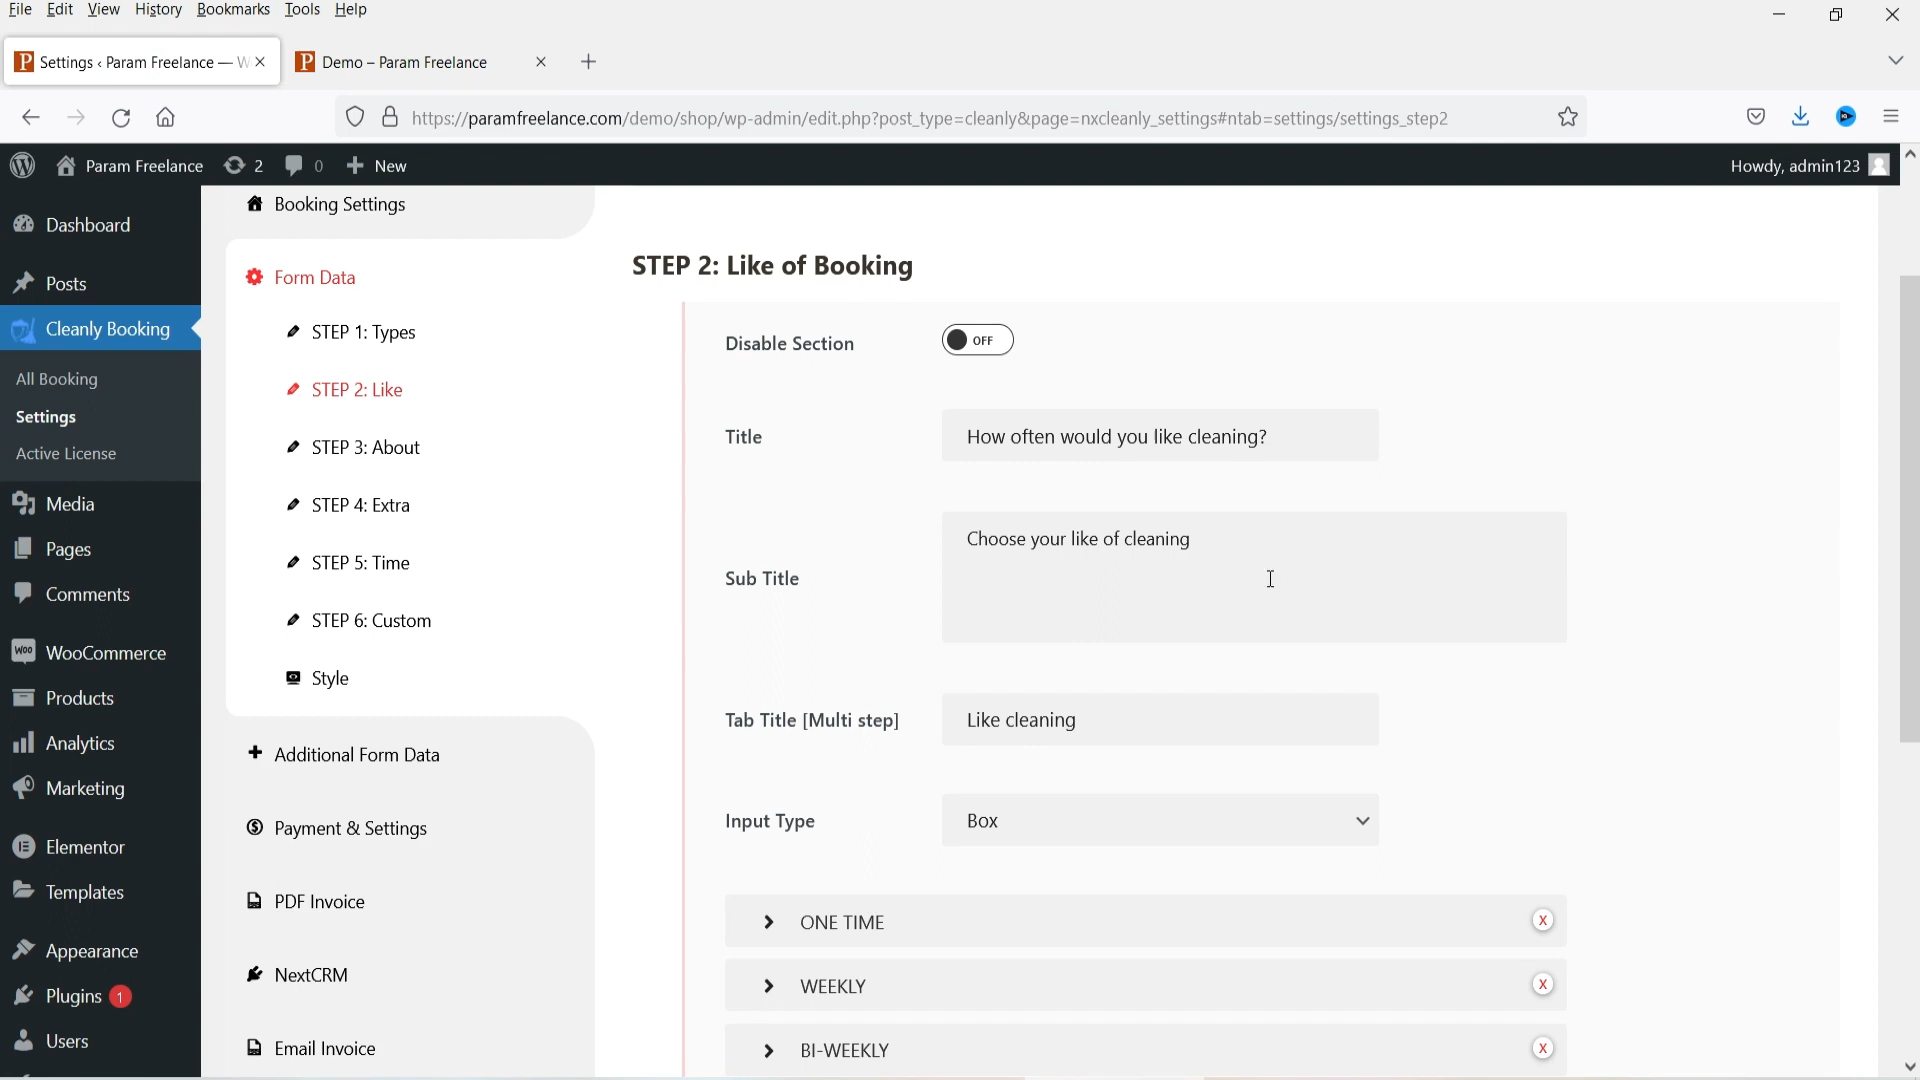 File Edit View History Bookmarks Tools Help
Settings ‹ Param Freelance — W
Demo – Param Freelance
https://paramfreelance.com/demo/shop/wp-admin/edit.php?post_type=cleanly&page=nxcleanly_settings#ntab=settings/settings_step2
Param Freelance 2 0 New
Howdy, admin123
Dashboard
Posts
Cleanly Booking
All Booking
Settings
Active License
Media
Pages
Comments
WooCommerce
Products
Analytics
Marketing
Elementor
Templates
Appearance
Plugins 1
Users
Booking Settings
Form Data
STEP 1: Types
STEP 2: Like
STEP 3: About
STEP 4: Extra
STEP 5: Time
STEP 6: Custom
Style
Additional Form Data
Payment & Settings
PDF Invoice
NextCRM
Email Invoice
STEP 2: Like of Booking
Disable Section OFF
Title How often would you like cleaning?
Sub Title Choose your like of cleaning
Tab Title [Multi step] Like cleaning
Input Type Box
ONE TIME X
WEEKLY X
BI-WEEKLY X